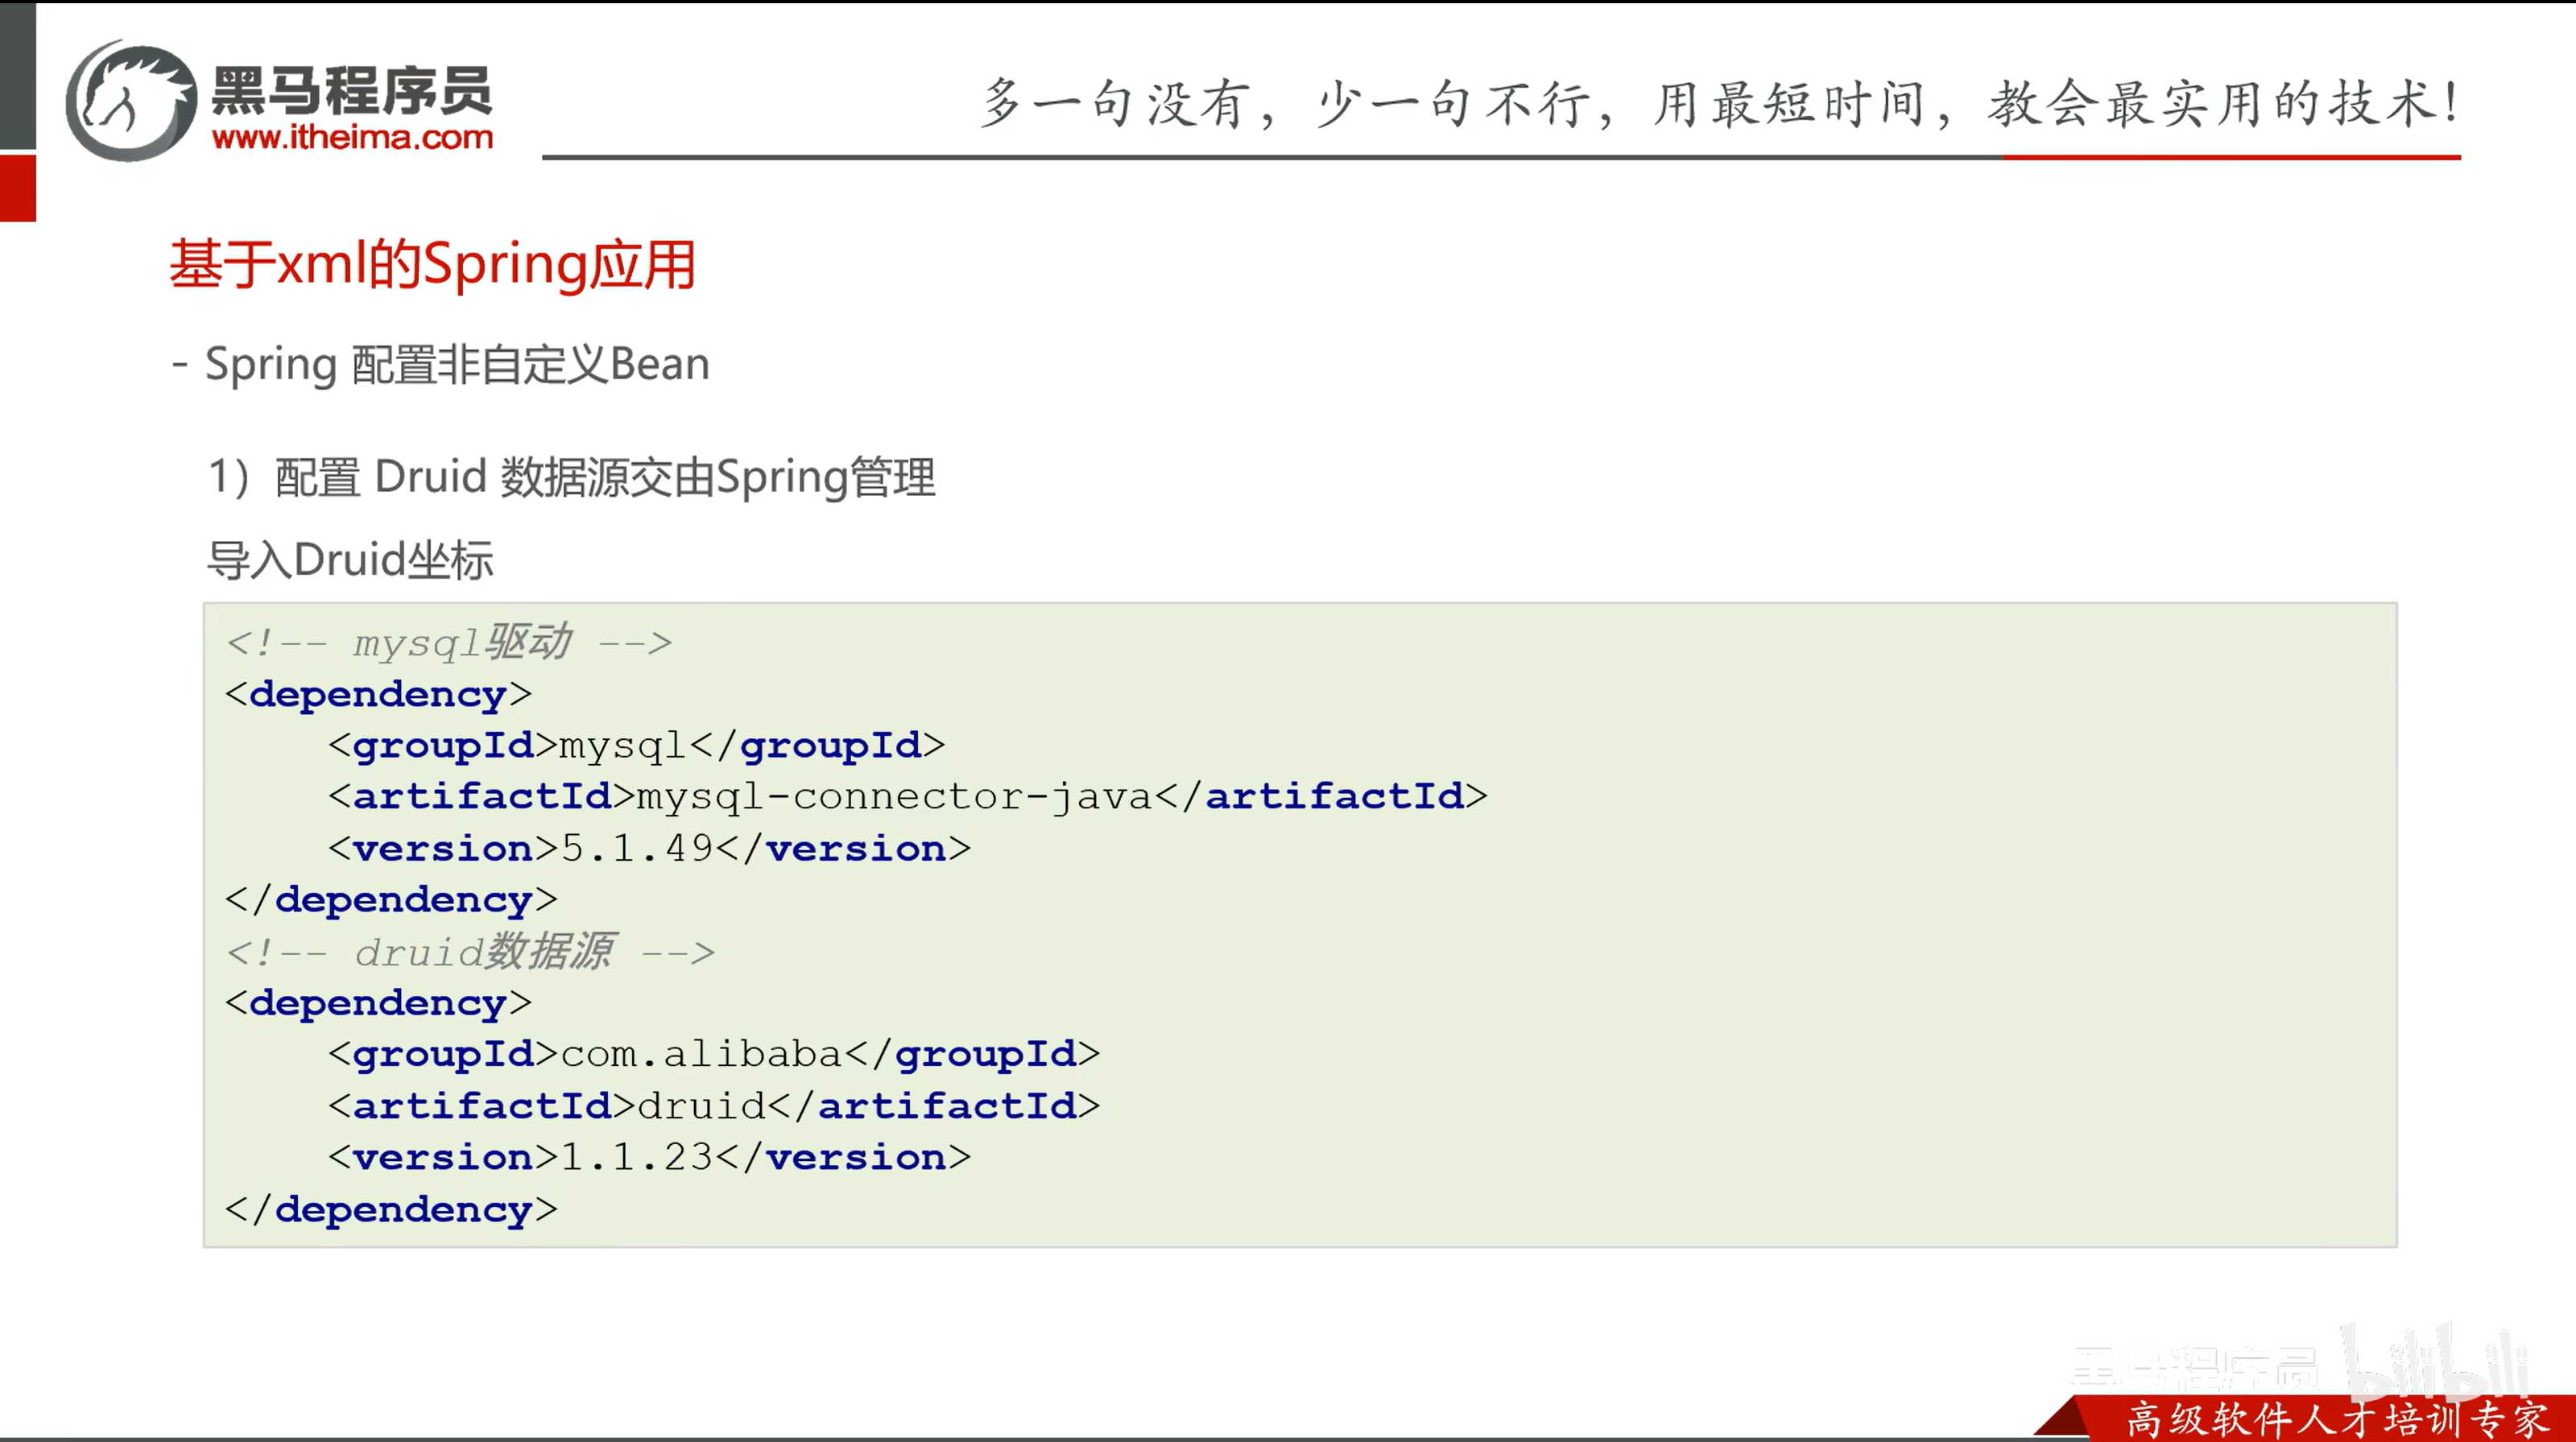 黑马程序员
www.itheima.com
多一句没有，少一句不行，用最短时间，教会最实用的技术！
基于xml的Spring应用
- Spring 配置非自定义Bean
1）配置 Druid 数据源交由Spring管理
导入Druid坐标
<!-- mysql驱动 -->
<dependency>
    <groupId>mysql</groupId>
    <artifactId>mysql-connector-java</artifactId>
    <version>5.1.49</version>
</dependency>
<!-- druid数据源 -->
<dependency>
    <groupId>com.alibaba</groupId>
    <artifactId>druid</artifactId>
    <version>1.1.23</version>
</dependency>
黑马程序员 bilibili
高级软件人才培训专家